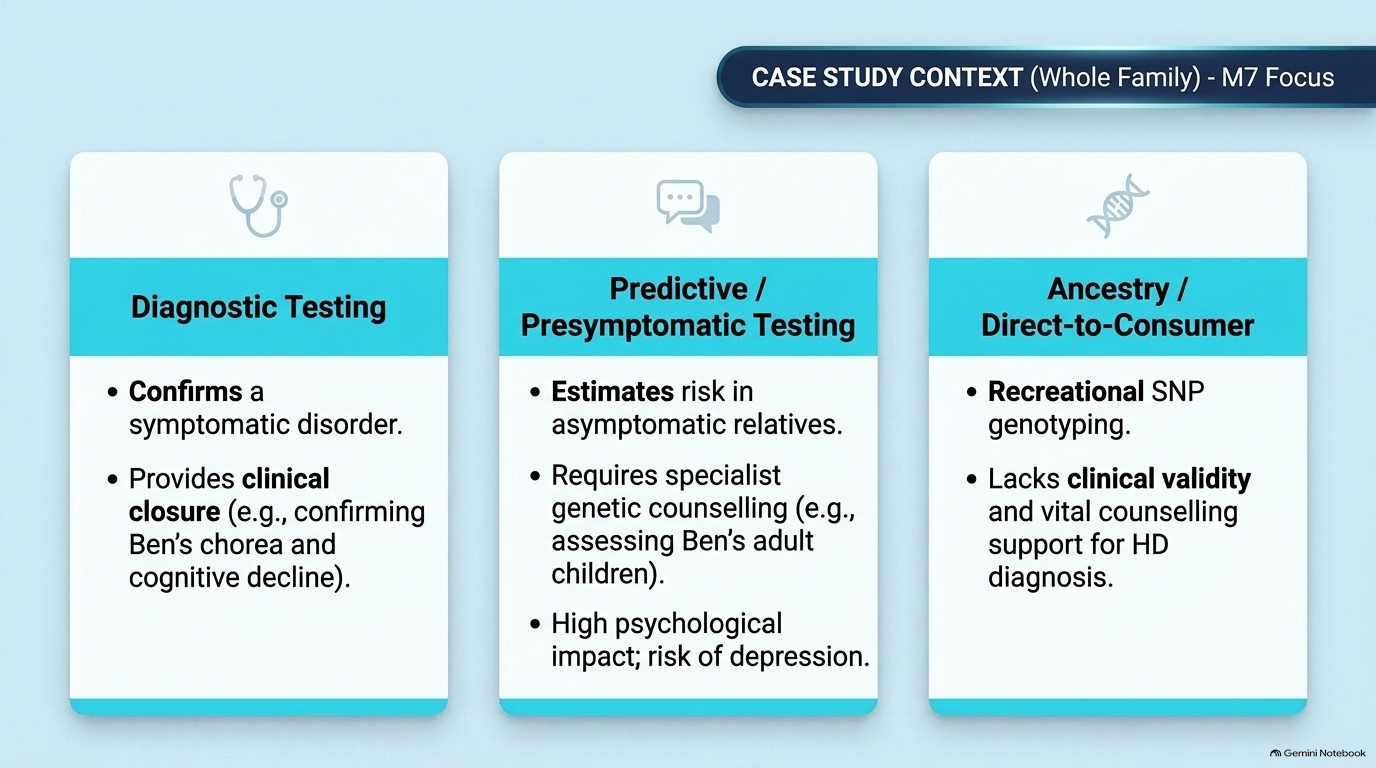 CASE STUDY CONTEXT (Whole Family) - M7 Focus
Diagnostic Testing
• Confirms a
symptomatic disorder.
• Provides clinical
closure (e.g., confirming
Ben's chorea and
cognitive decline).
Predictive /
Presymptomatic Testing
• Estimates risk in
asymptomatic relatives.
• Requires specialist
genetic counselling (e.g.,
assessing Ben's adult
children).
• High psychological
impact; risk of depression.
Ancestry /
Direct-to-Consumer
• Recreational SNP
genotyping.
• Lacks clinical validity
and vital counselling
support for HD
diagnosis.
Gemini Notebook